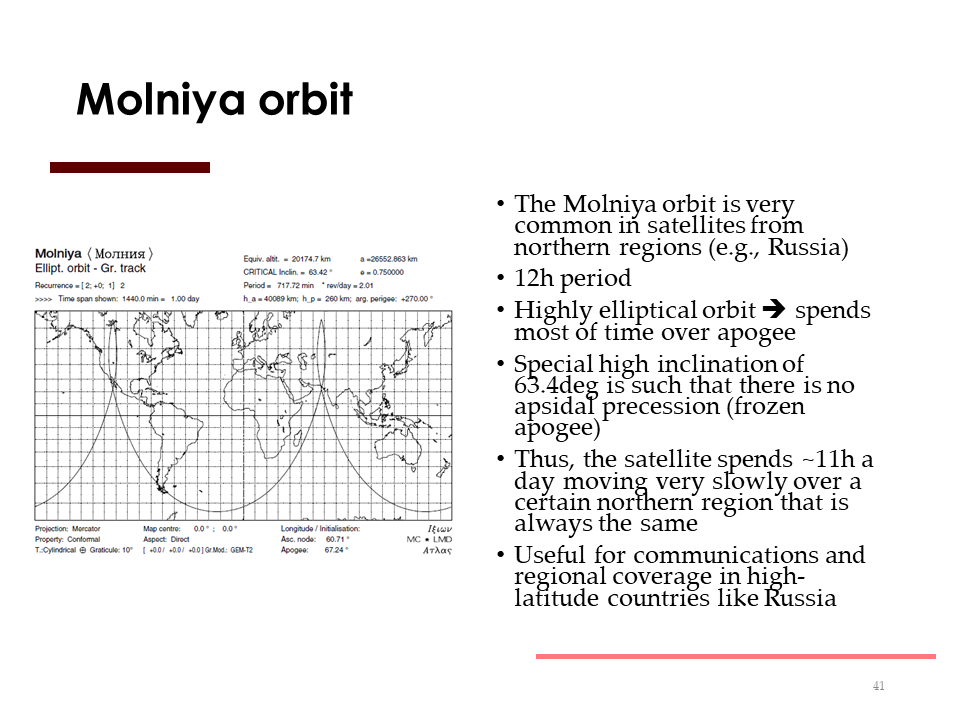 Molniya orbit
Molniya ⟨ Молния ⟩
Ellipt. orbit - Gr. track
Recurrence = [ 2; +0; 1] 2
>>>> Time span shown: 1440.0 min = 1.00 day
Equiv. altit. = 20174.7 km a =26552.863 km
CRITICAL Inclin. = 63.42 ° e = 0.750000
Period = 717.72 min * rev/day = 2.01
h_a = 40089 km; h_p = 260 km; arg. perigee: +270.00 °
Projection: Mercator
Property: Conformal
T.:Cylindrical ⊕ Graticule: 10°
Map centre: 0.0 ° ; 0.0 °
Aspect: Direct
[ +0.0 / +0.0 / +0.0 ] Gr.Mod.: GEM-T2
Longitude / Initialisation:
Asc. node: 60.71 °
Apogee: 67.24 °
Ιξιων
MC • LMD
Ατλας
• The Molniya orbit is very
common in satellites from
northern regions (e.g., Russia)
• 12h period
• Highly elliptical orbit 🡺 spends
most of time over apogee
• Special high inclination of
63.4deg is such that there is no
apsidal precession (frozen
apogee)
• Thus, the satellite spends ~11h a
day moving very slowly over a
certain northern region that is
always the same
• Useful for communications and
regional coverage in high-
latitude countries like Russia
41